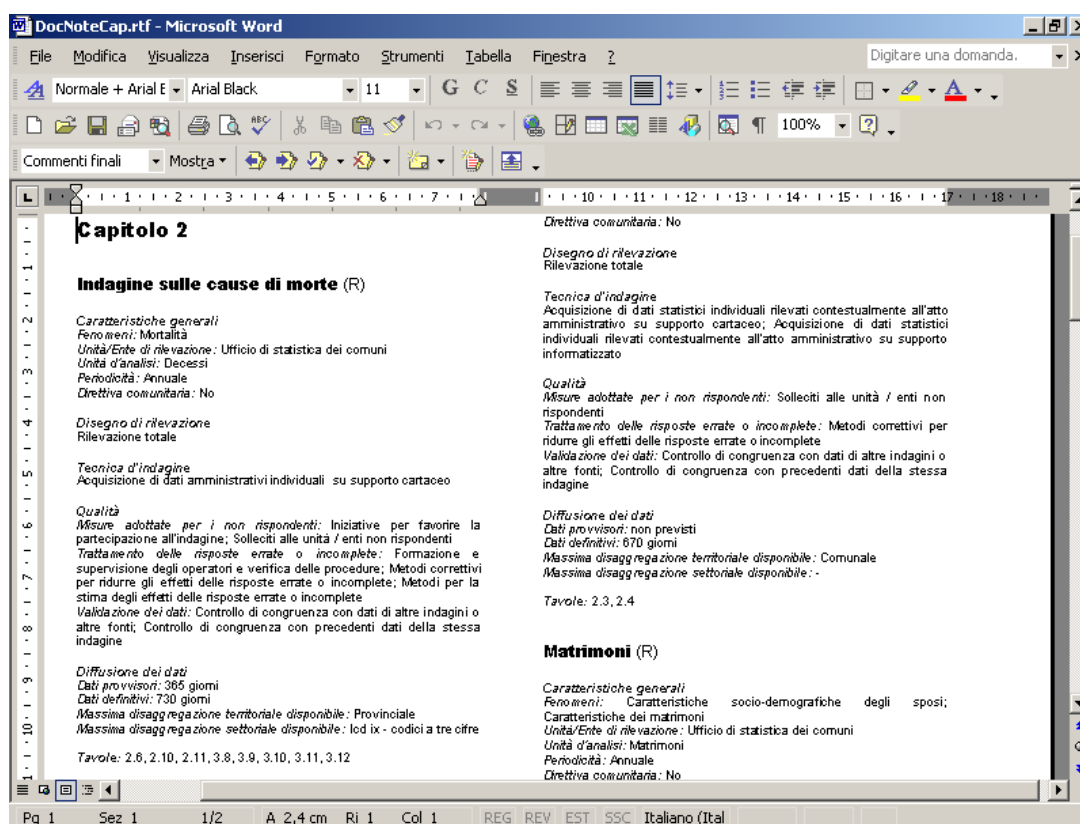 DocNoteCap.rtf - Microsoft Word
File Modifica Visualizza Inserisci Formato Strumenti Tabella Finestra ? Digitare una domanda.
Normale + Arial E Arial Black 11 G C S
100%
Commenti finali Mostra
1 2 3 4 5 6 7 10 11 12 13 14 15 16 17 18
Capitolo 2
Indagine sulle cause di morte (R)
Caratteristiche generali
Fenomeni: Mortalità
Unità/Ente di rilevazione: Ufficio di statistica dei comuni
Unità d'analisi: Decessi
Periodicità: Annuale
Direttiva comunitaria: No
Disegno di rilevazione
Rilevazione totale
Tecnica d'indagine
Acquisizione di dati amministrativi individuali su supporto cartaceo
Qualità
Misure adottate per i non rispondenti: Iniziative per favorire la
partecipazione all'indagine; Solleciti alle unità / enti non rispondenti
Trattamento delle risposte errate o incomplete: Formazione e
supervisione degli operatori e verifica delle procedure; Metodi correttivi
per ridurre gli effetti delle risposte errate o incomplete; Metodi per la
stima degli effetti delle risposte errate o incomplete
Validazione dei dati: Controllo di congruenza con dati di altre indagini o
altre fonti; Controllo di congruenza con precedenti dati della stessa
indagine
Diffusione dei dati
Dati provvisori: 365 giorni
Dati definitivi: 730 giorni
Massima disaggregazione territoriale disponibile: Provinciale
Massima disaggregazione settoriale disponibile: Icd ix - codici a tre cifre
Tavole: 2.6, 2.10, 2.11, 3.8, 3.9, 3.10, 3.11, 3.12
Direttiva comunitaria: No
Disegno di rilevazione
Rilevazione totale
Tecnica d'indagine
Acquisizione di dati statistici individuali rilevati contestualmente all'atto
amministrativo su supporto cartaceo; Acquisizione di dati statistici
individuali rilevati contestualmente all'atto amministrativo su supporto
informatizzato
Qualità
Misure adottate per i non rispondenti: Solleciti alle unità / enti non
rispondenti
Trattamento delle risposte errate o incomplete: Metodi correttivi per
ridurre gli effetti delle risposte errate o incomplete
Validazione dei dati: Controllo di congruenza con dati di altre indagini o
altre fonti; Controllo di congruenza con precedenti dati della stessa
indagine
Diffusione dei dati
Dati provvisori: non previsti
Dati definitivi: 670 giorni
Massima disaggregazione territoriale disponibile: Comunale
Massima disaggregazione settoriale disponibile: -
Tavole: 2.3, 2.4
Matrimoni (R)
Caratteristiche generali
Fenomeni: Caratteristiche socio-demografiche degli sposi;
Caratteristiche dei matrimoni
Unità/Ente di rilevazione: Ufficio di statistica dei comuni
Unità d'analisi: Matrimoni
Periodicità: Annuale
Direttiva comunitaria: No
Pg 1 Sez 1 1/2 A 2,4 cm Ri 1 Col 1 REG REV EST SSC Italiano (Ital